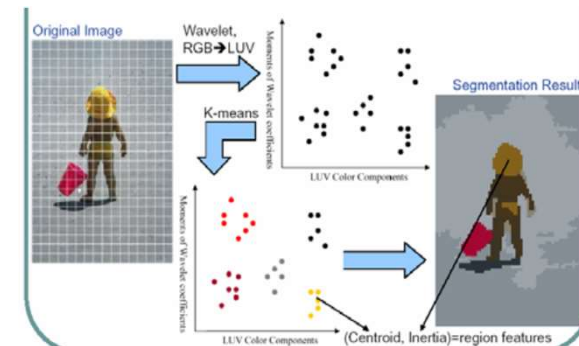 Original Image
Wavelet,
RGB➔LUV
Moments of
Wavelet coefficients
LUV Color Components
Segmentation Result
K-means
Moments of Wavelet
coefficients
LUV Color Components
(Centroid, Inertia)=region features